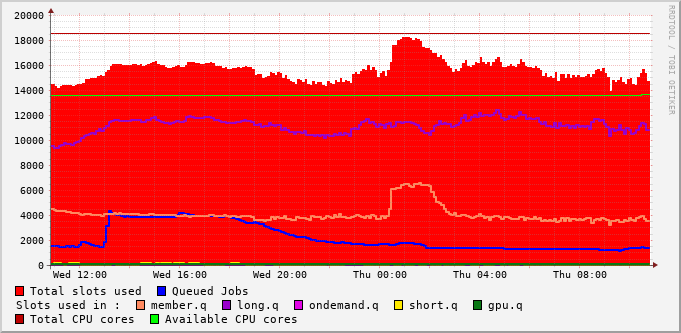 20000
18000
16000
14000
12000
10000
8000
6000
4000
2000
0
Wed 12:00 Wed 16:00 Wed 20:00 Thu 00:00 Thu 04:00 Thu 08:00
RRDTOOL / TOBI OETIKER
Total slots used Queued Jobs
Slots used in : member.q long.q ondemand.q short.q gpu.q
Total CPU cores Available CPU cores